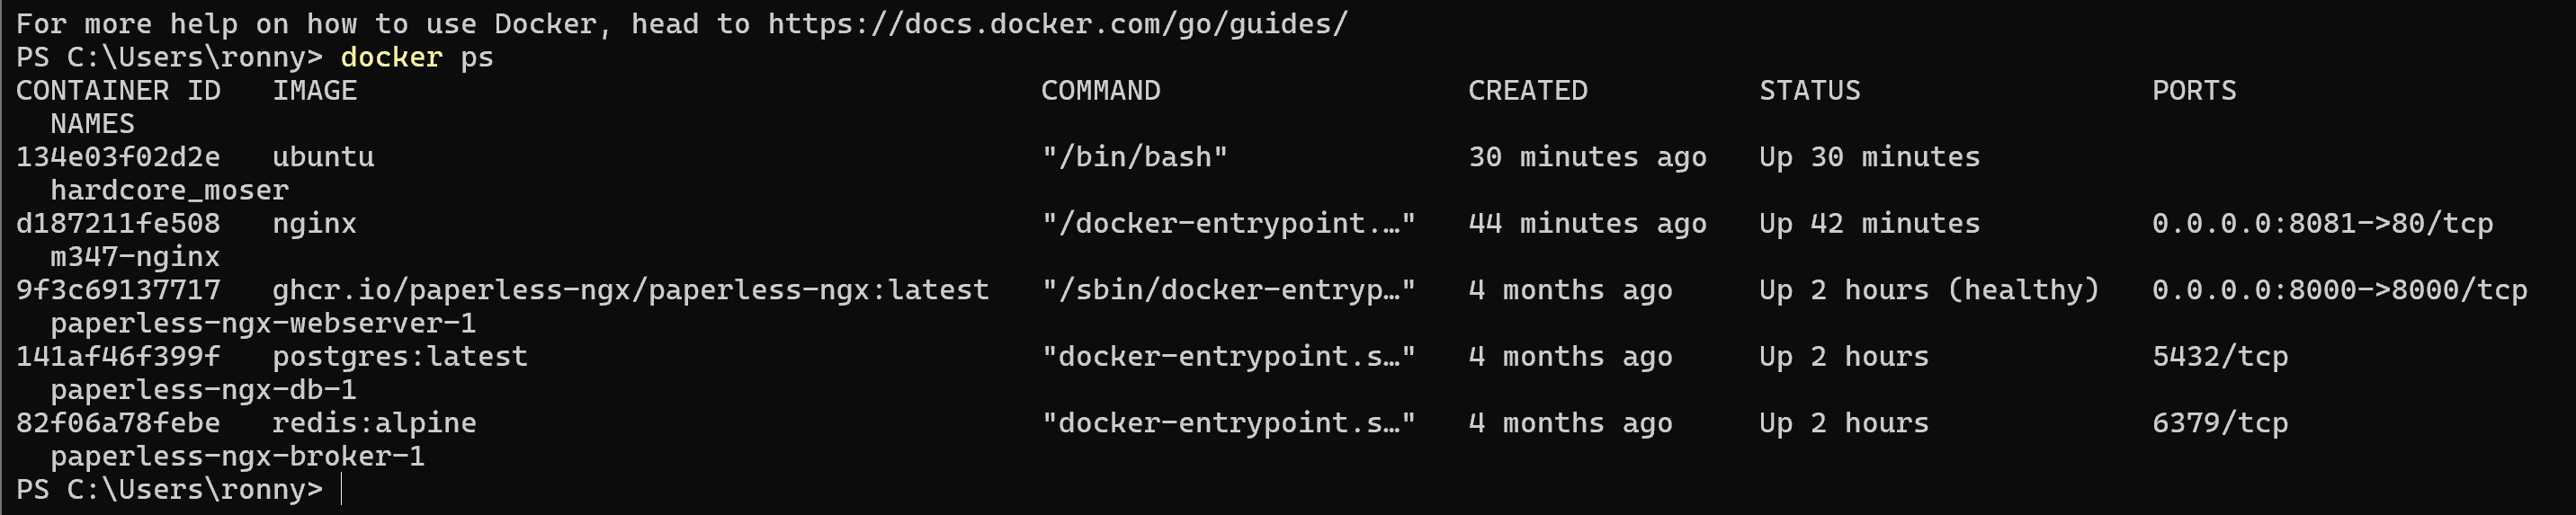 For more help on how to use Docker, head to https://docs.docker.com/go/guides/
PS C:\Users\ronny> docker ps
CONTAINER ID   IMAGE                                        COMMAND                  CREATED          STATUS                 PORTS
  NAMES
134e03f02d2e   ubuntu                                       "/bin/bash"              30 minutes ago   Up 30 minutes
  hardcore_moser
d187211fe508   nginx                                        "/docker-entrypoint.…"   44 minutes ago   Up 42 minutes          0.0.0.0:8081->80/tcp
  m347-nginx
9f3c69137717   ghcr.io/paperless-ngx/paperless-ngx:latest   "/sbin/docker-entryp…"   4 months ago     Up 2 hours (healthy)   0.0.0.0:8000->8000/tcp
  paperless-ngx-webserver-1
141af46f399f   postgres:latest                              "docker-entrypoint.s…"   4 months ago     Up 2 hours             5432/tcp
  paperless-ngx-db-1
82f06a78febe   redis:alpine                                 "docker-entrypoint.s…"   4 months ago     Up 2 hours             6379/tcp
  paperless-ngx-broker-1
PS C:\Users\ronny>